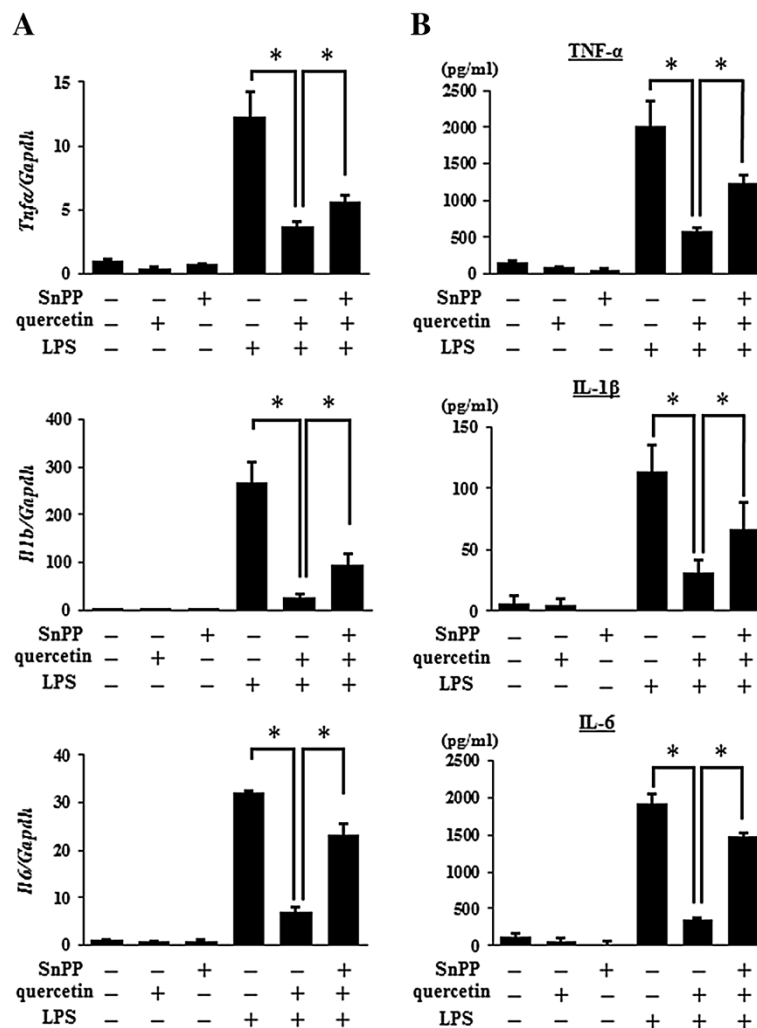 A
*
*
15
10
5
0
Tnfα/Gapdh
SnPP − − + − − +
quercetin − + − − + +
LPS − − − + + +
*
*
400
300
200
100
0
Il1b/Gapdh
SnPP − − + − − +
quercetin − + − − + +
LPS − − − + + +
*
*
40
30
20
10
0
Il6/Gapdh
SnPP − − + − − +
quercetin − + − − + +
LPS − − − + + +
B
TNF-α
(pg/ml)
*
*
2500
2000
1500
1000
500
0
SnPP − − + − − +
quercetin − + − − + +
LPS − − − + + +
IL-1β
(pg/ml)
*
*
150
100
50
0
SnPP − − + − − +
quercetin − + − − + +
LPS − − − + + +
IL-6
(pg/ml)
*
*
2500
2000
1500
1000
500
0
SnPP − − + − − +
quercetin − + − − + +
LPS − − − + + +